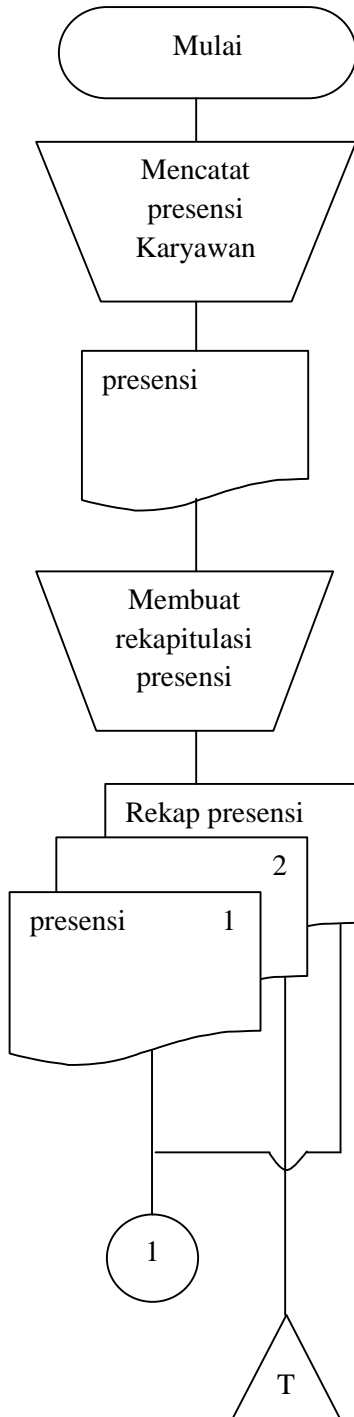 Mulai
Mencatat
presensi
Karyawan
presensi
Membuat
rekapitulasi
presensi
Rekap presensi
2
presensi 1
1
T